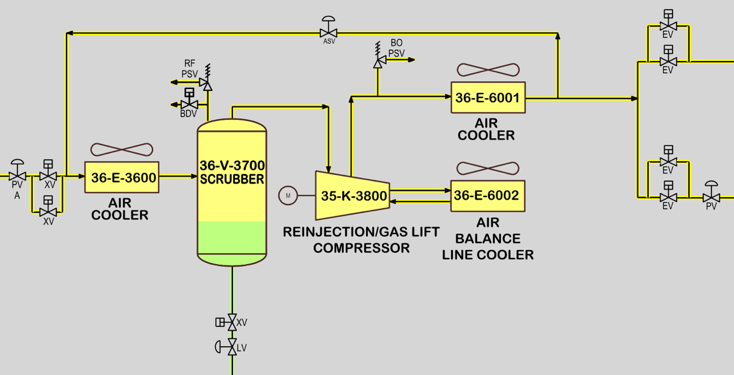 ASV
BO
PSV
EV
EV
RF
PSV
BDV
36-E-6001
AIR
COOLER
36-V-3700
SCRUBBER
PV
A
XV
XV
36-E-3600
AIR
COOLER
M
35-K-3800
REINJECTION/GAS LIFT
COMPRESSOR
36-E-6002
AIR
BALANCE
LINE COOLER
EV
EV
PV
XV
LV